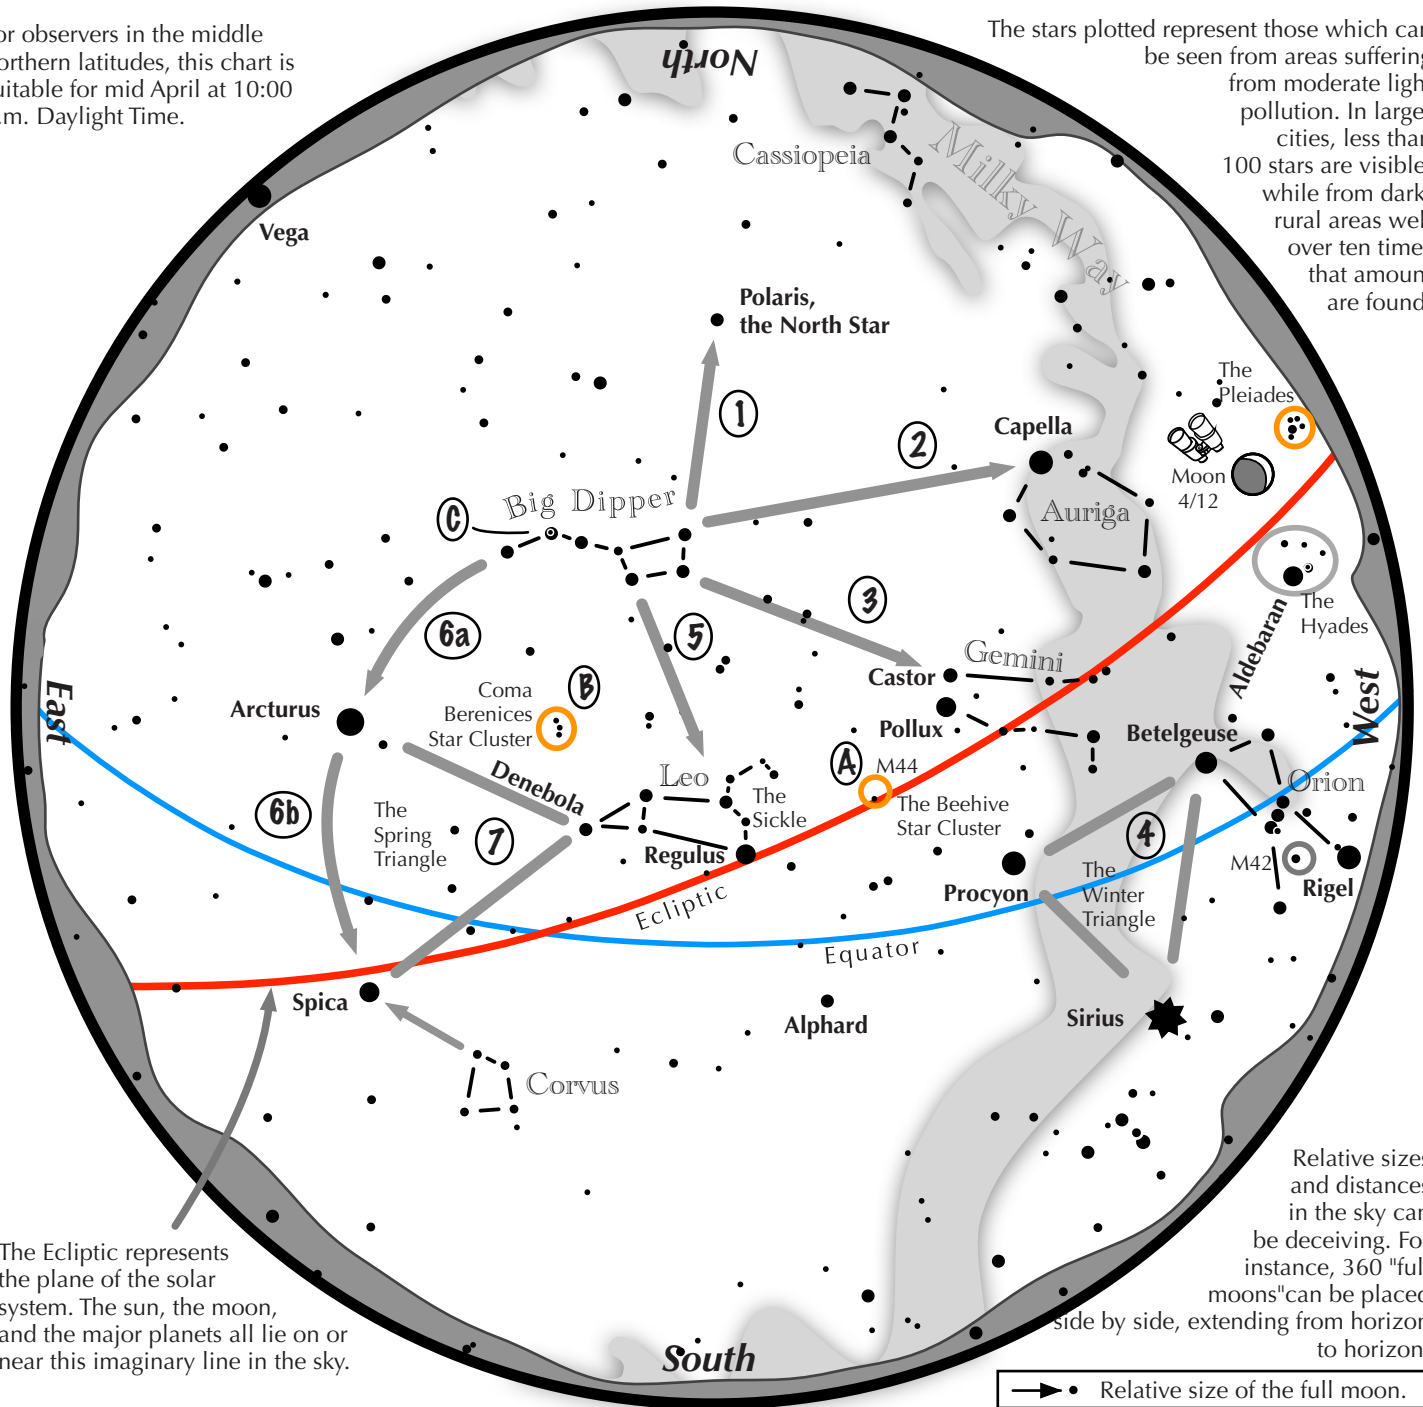 or observers in the middle
orthern latitudes, this chart is
uitable for mid April at 10:00
.m. Daylight Time.
The stars plotted represent those which can
be seen from areas suffering
from moderate ligh
pollution. In large
cities, less than
100 stars are visible
while from dark
rural areas wel
over ten time
that amoun
are found
North
Cassiopeia
Milky Way
Vega
Polaris,
the North Star
The
Pleiades
1
2
Capella
Moon
4/12
Big Dipper
C
Auriga
3
The
Hyades
Aldebaran
6a
5
Gemini
Castor
East
Coma
Berenices
Star Cluster
B
West
Arcturus
Pollux
Betelgeuse
Denebola
Leo
A
M44
Orion
The
Sickle
The Beehive
Star Cluster
6b
The
Spring
Triangle
7
4
Regulus
M42
Procyon
The
Winter
Triangle
Rigel
Ecliptic
Equator
Spica
Alphard
Sirius
Corvus
The Ecliptic represents
the plane of the solar
system. The sun, the moon,
and the major planets all lie on or
near this imaginary line in the sky.
Relative sizes
and distances
in the sky can
be deceiving. Fo
instance, 360 "ful
moons"can be placed
side by side, extending from horizon
to horizon
South
Relative size of the full moon.